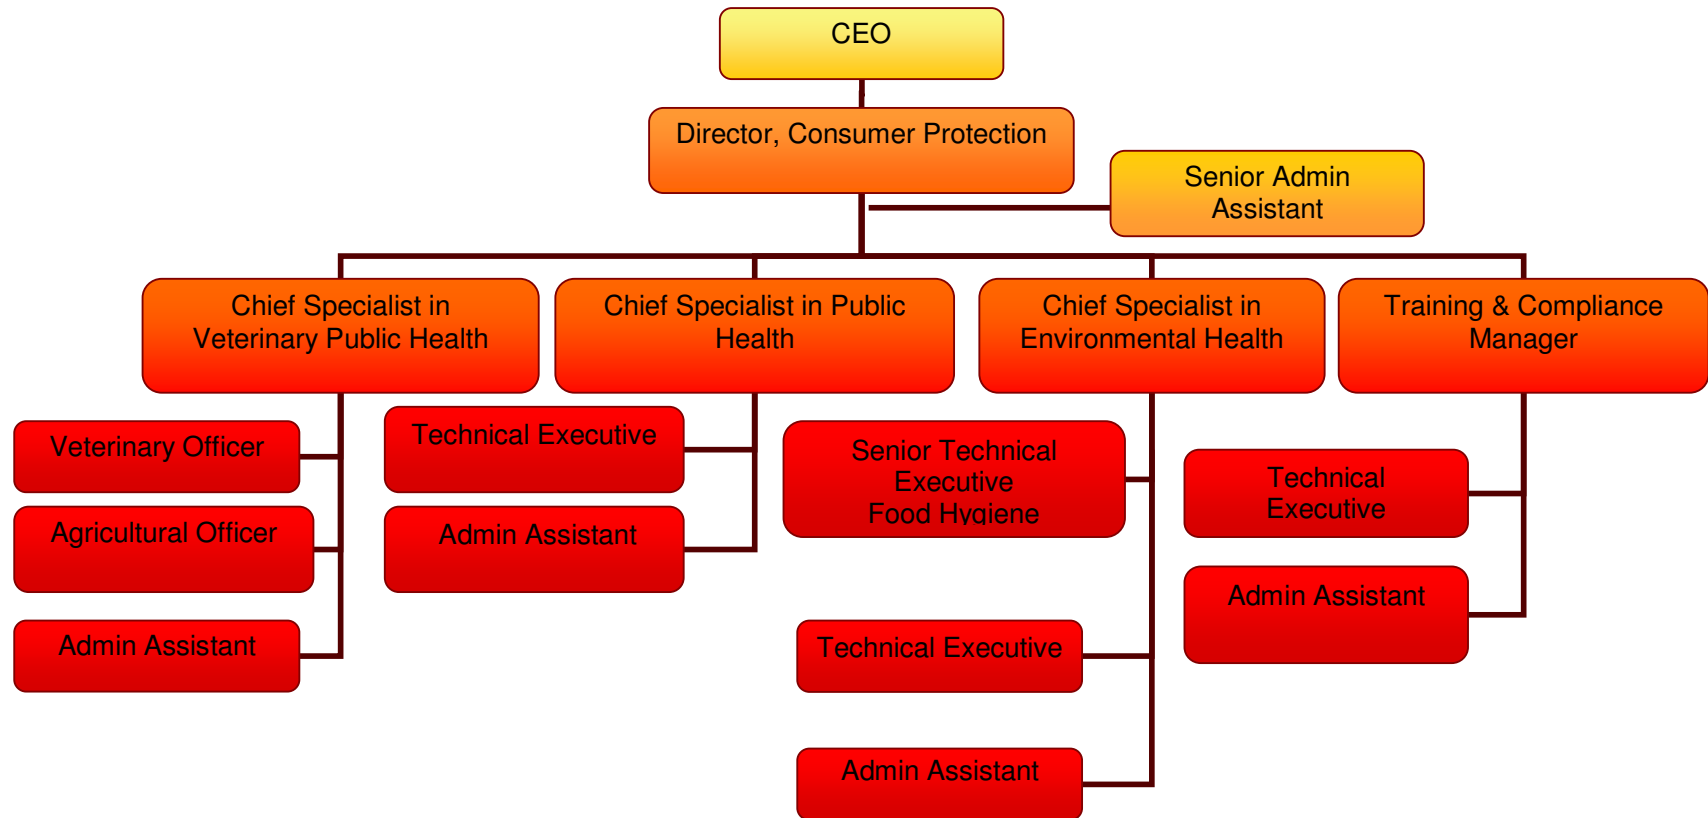 CEO
Director, Consumer Protection
Senior Admin
Assistant
Chief Specialist in
Veterinary Public Health
Chief Specialist in Public
Health
Chief Specialist in
Environmental Health
Training & Compliance
Manager
Veterinary Officer
Agricultural Officer
Admin Assistant
Technical Executive
Admin Assistant
Senior Technical
Executive
Food Hygiene
Technical Executive
Admin Assistant
Technical
Executive
Admin Assistant